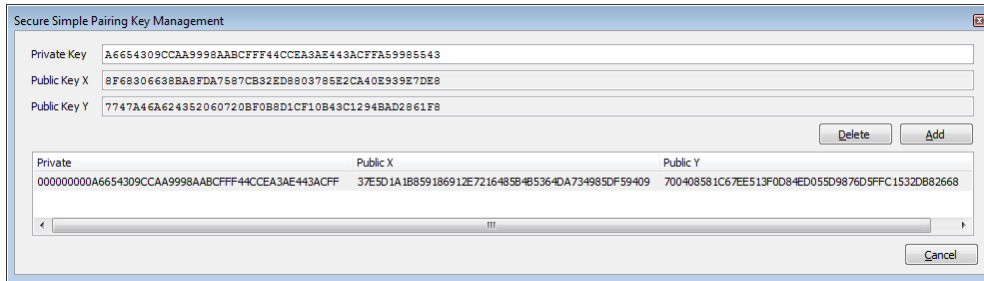 Secure Simple Pairing Key Management
Private Key A6654309CCAA9998AABCFFF44CCEA3AE443ACFFA59985543
Public Key X 8F68306638BA8FDA7587CB32ED8803785E2CA40E939E7DE8
Public Key Y 7747A46A624352060720BF0B8D1CF10B43C1294BAD2861F8
Delete Add
Private Public X Public Y
000000000A6654309CCAA9998AABCFFF44CCEA3AE443ACFF 37E5D1A1B859186912E7216485B4B5364DA734985DF59409 700408581C67EE513F0D84ED055D9876D5FFC1532DB82668
Cancel